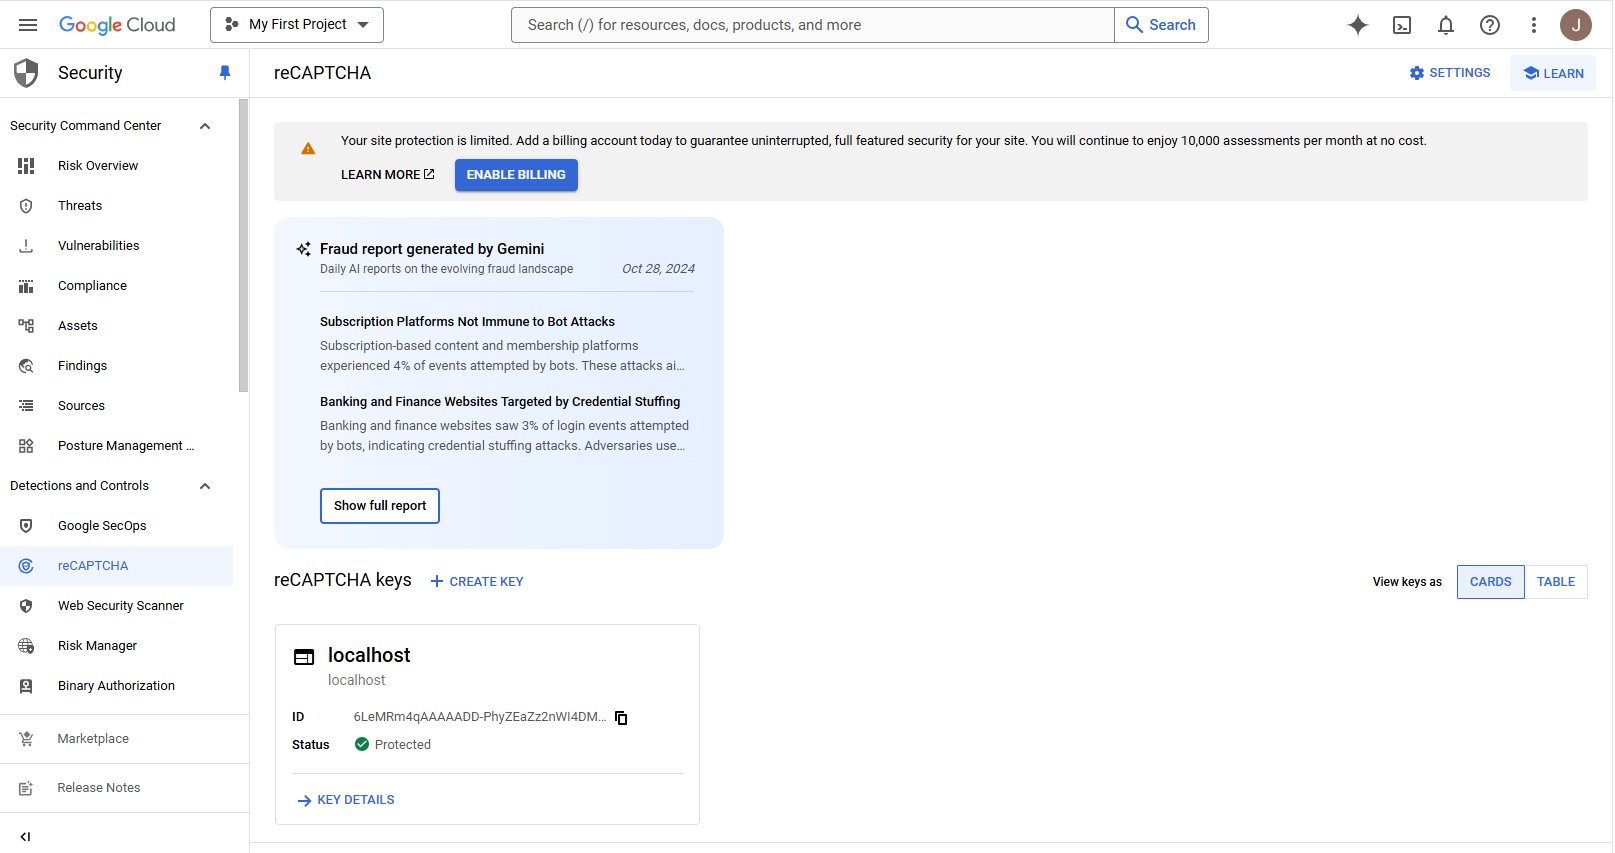 Google Cloud
My First Project
Search (/) for resources, docs, products, and more
Search
J
Security
reCAPTCHA
SETTINGS
LEARN
Security Command Center
Risk Overview
Threats
Vulnerabilities
Compliance
Assets
Findings
Sources
Posture Management ...
Detections and Controls
Google SecOps
reCAPTCHA
Web Security Scanner
Risk Manager
Binary Authorization
Marketplace
Release Notes
Your site protection is limited. Add a billing account today to guarantee uninterrupted, full featured security for your site. You will continue to enjoy 10,000 assessments per month at no cost.
LEARN MORE
ENABLE BILLING
Fraud report generated by Gemini
Daily AI reports on the evolving fraud landscape
Oct 28, 2024
Subscription Platforms Not Immune to Bot Attacks
Subscription-based content and membership platforms
experienced 4% of events attempted by bots. These attacks ai...
Banking and Finance Websites Targeted by Credential Stuffing
Banking and finance websites saw 3% of login events attempted
by bots, indicating credential stuffing attacks. Adversaries use...
Show full report
reCAPTCHA keys
CREATE KEY
View keys as
CARDS
TABLE
localhost
localhost
ID
6LeMRm4qAAAAADD-PhyZEaZz2nWI4DM...
Status
Protected
KEY DETAILS